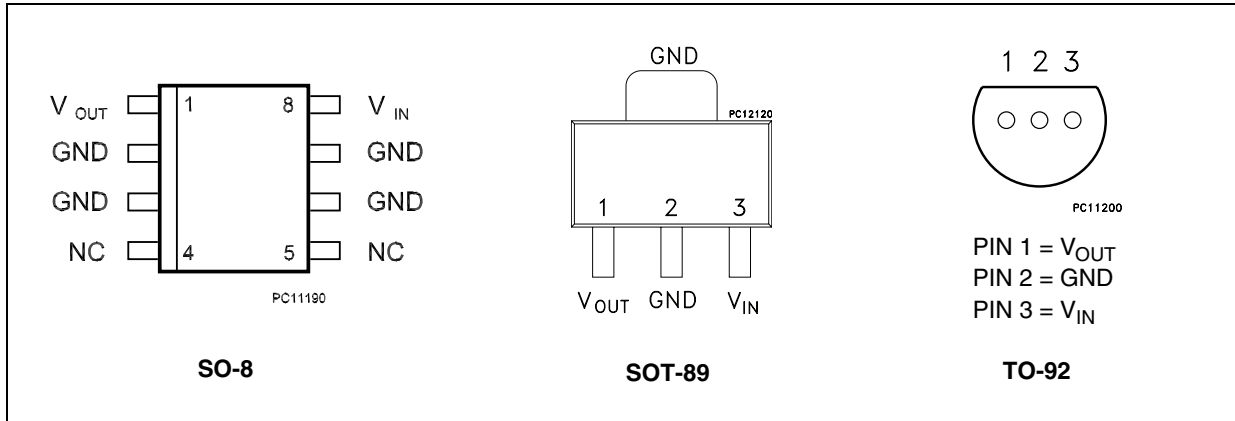 V OUT 1 8 V IN
GND GND
GND GND
NC 4 5 NC
PC11190
SO-8
GND
PC12120
1 2 3
VOUT GND VIN
SOT-89
1 2 3
PC11200
PIN 1 = VOUT
PIN 2 = GND
PIN 3 = VIN
TO-92